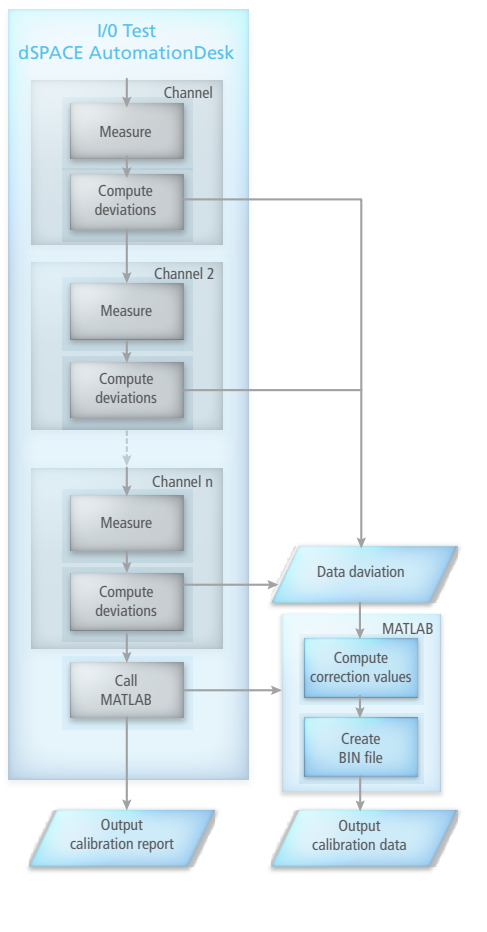 I/0 Test
dSPACE AutomationDesk
Channel
Measure
Compute
deviations
Channel 2
Measure
Compute
deviations
Channel n
Measure
Compute
deviations
Call
MATLAB
Data daviation
MATLAB
Compute
correction values
Create
BIN file
Output
calibration report
Output
calibration data